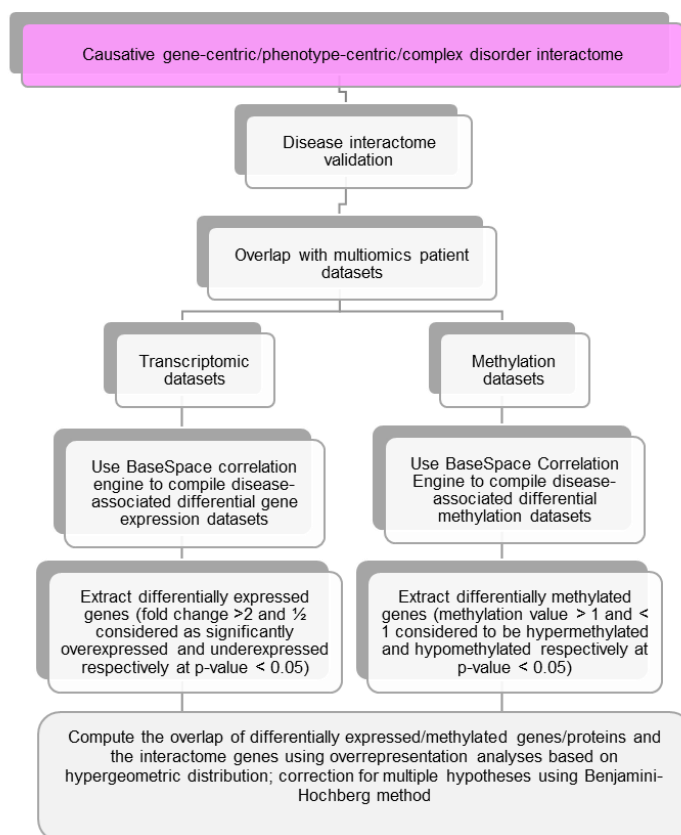 Causative gene-centric/phenotype-centric/complex disorder interactome
Disease interactome
validation
Overlap with multiomics patient
datasets
Transcriptomic
datasets
Methylation
datasets
Use BaseSpace correlation
engine to compile disease-
associated differential gene
expression datasets
Use BaseSpace Correlation
Engine to compile disease-
associated differential
methylation datasets
Extract differentially expressed
genes (fold change >2 and ½
considered as significantly
overexpressed and underexpressed
respectively at p-value < 0.05)
Extract differentially methylated
genes (methylation value > 1 and <
1 considered to be hypermethylated
and hypomethylated respectively at
p-value < 0.05)
Compute the overlap of differentially expressed/methylated genes/proteins and
the interactome genes using overrepresentation analyses based on
hypergeometric distribution; correction for multiple hypotheses using Benjamini-
Hochberg method